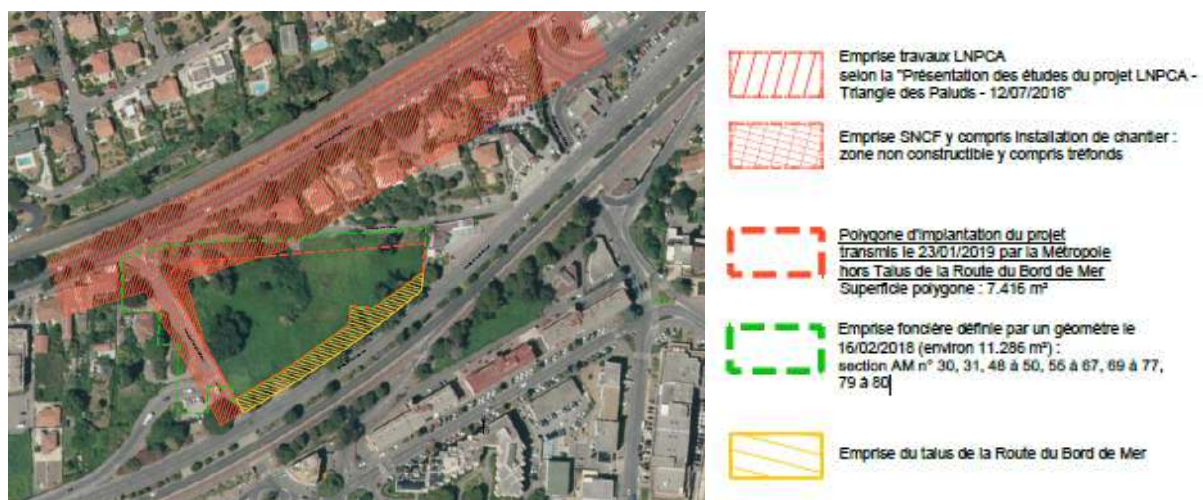 Emprise travaux LNPCA
selon la "Présentation des études du projet LNPCA -
Triangle des Paluds - 12/07/2018"
Emprise SNCF y compris installation de chantier :
zone non constructible y compris tréfonds
Polygone d'implantation du projet
transmis le 23/01/2019 par la Métropole
hors Talus de la Route du Bord de Mer
Superficie polygone : 7.416 m²
Emprise foncière définie par un géomètre le
16/02/2018 (environ 11.286 m²) :
section AM n° 30, 31, 48 à 50, 55 à 67, 69 à 77,
79 à 80
Emprise du talus de la Route du Bord de Mer